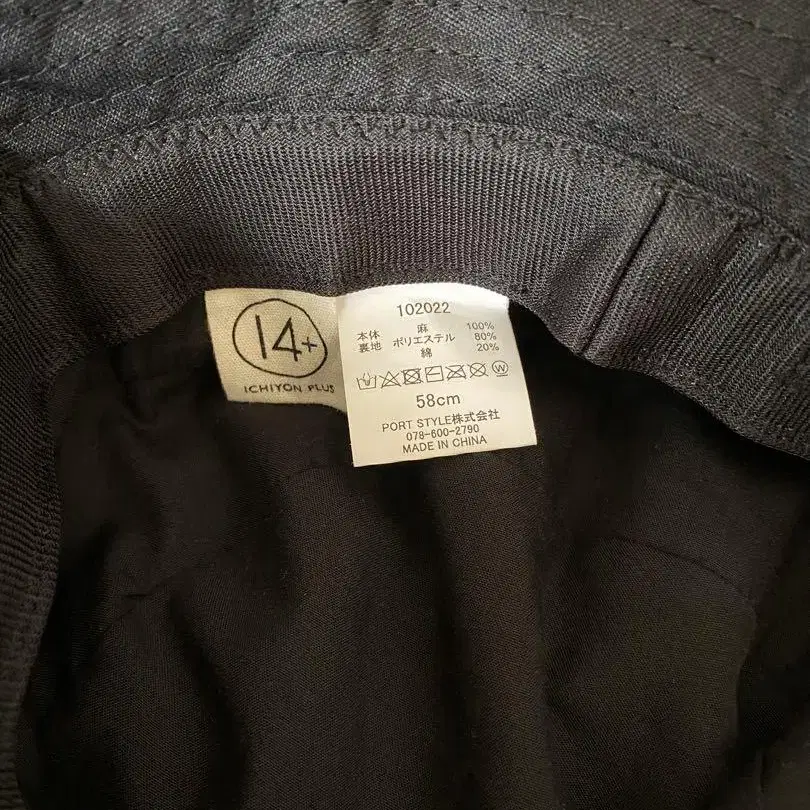 14+
ICHIYON PLUS
102022
本体 麻 100%
裏地 ポリエステル 80%
綿 20%
58cm
PORT STYLE株式会社
078-600-2790
MADE IN CHINA